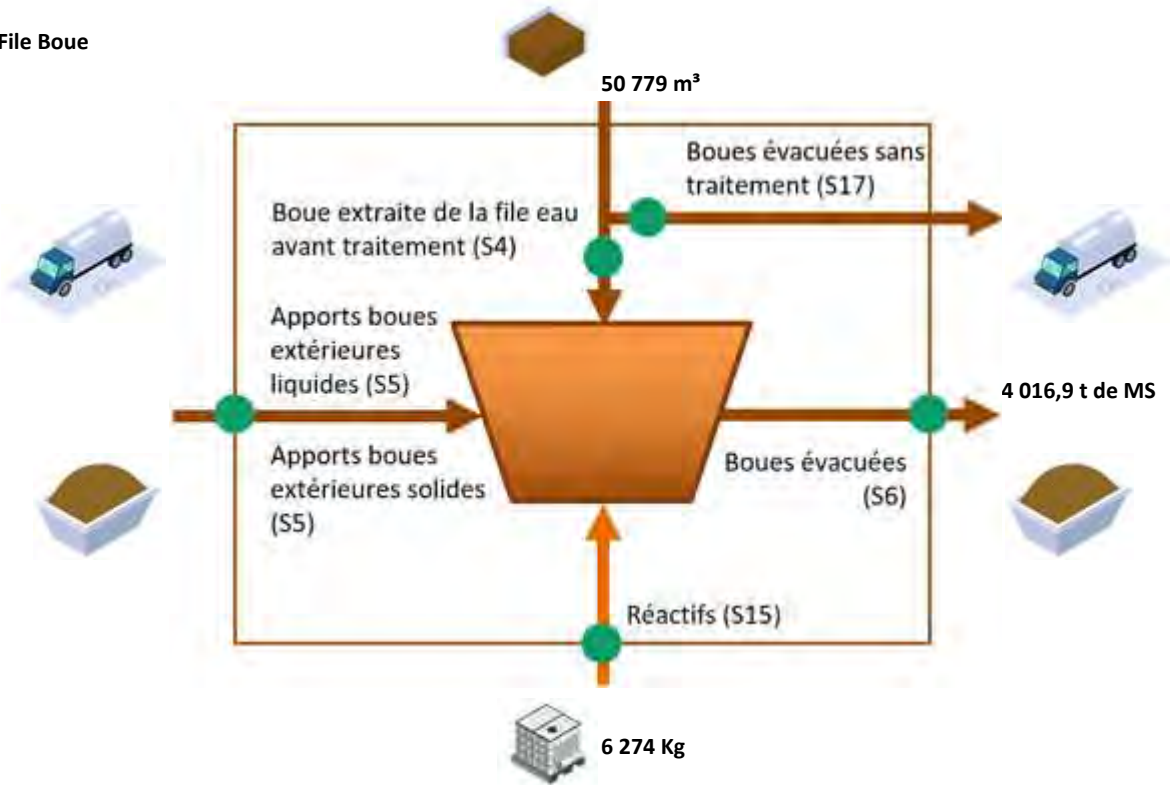 File Boue
50 779 m³
Boues évacuées sans
traitement (S17)
Boue extraite de la file eau
avant traitement (S4)
Apports boues
extérieures
liquides (S5)
4 016,9 t de MS
Apports boues
extérieures solides
(S5)
Boues évacuées
(S6)
Réactifs (S15)
6 274 Kg